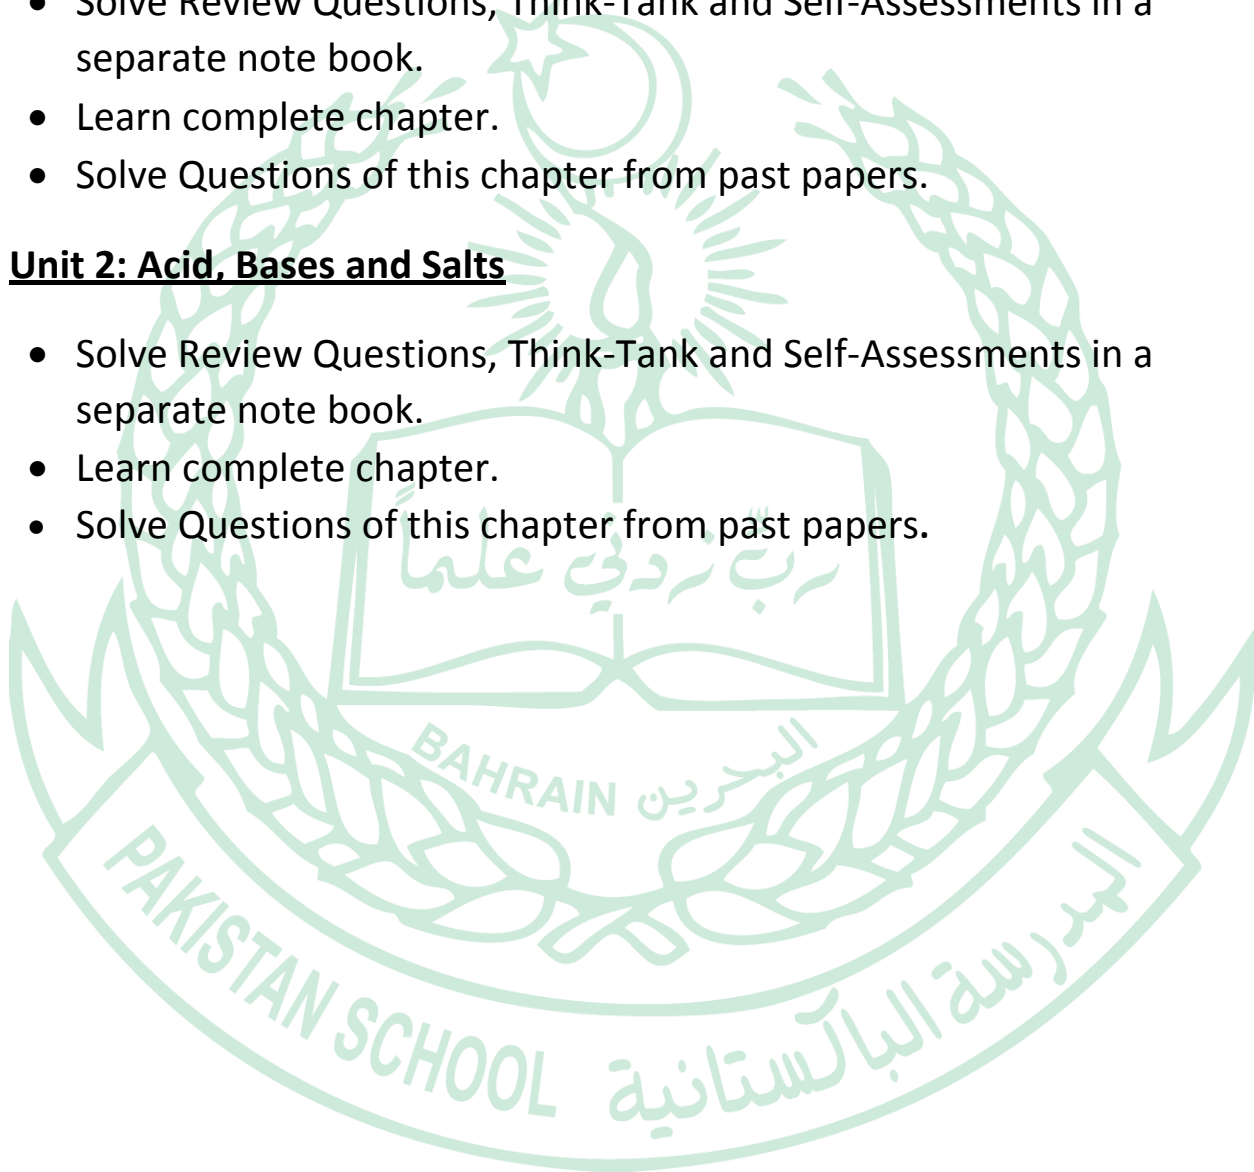 • Solve Review Questions, Think-Tank and Self-Assessments in a
separate note book.
• Learn complete chapter.
• Solve Questions of this chapter from past papers.
Unit 2: Acid, Bases and Salts
• Solve Review Questions, Think-Tank and Self-Assessments in a
separate note book.
• Learn complete chapter.
• Solve Questions of this chapter from past papers.
ربِّ زدني علماً
BAHRAIN البحرين
PAKISTAN SCHOOL المدرسة الباكستانية